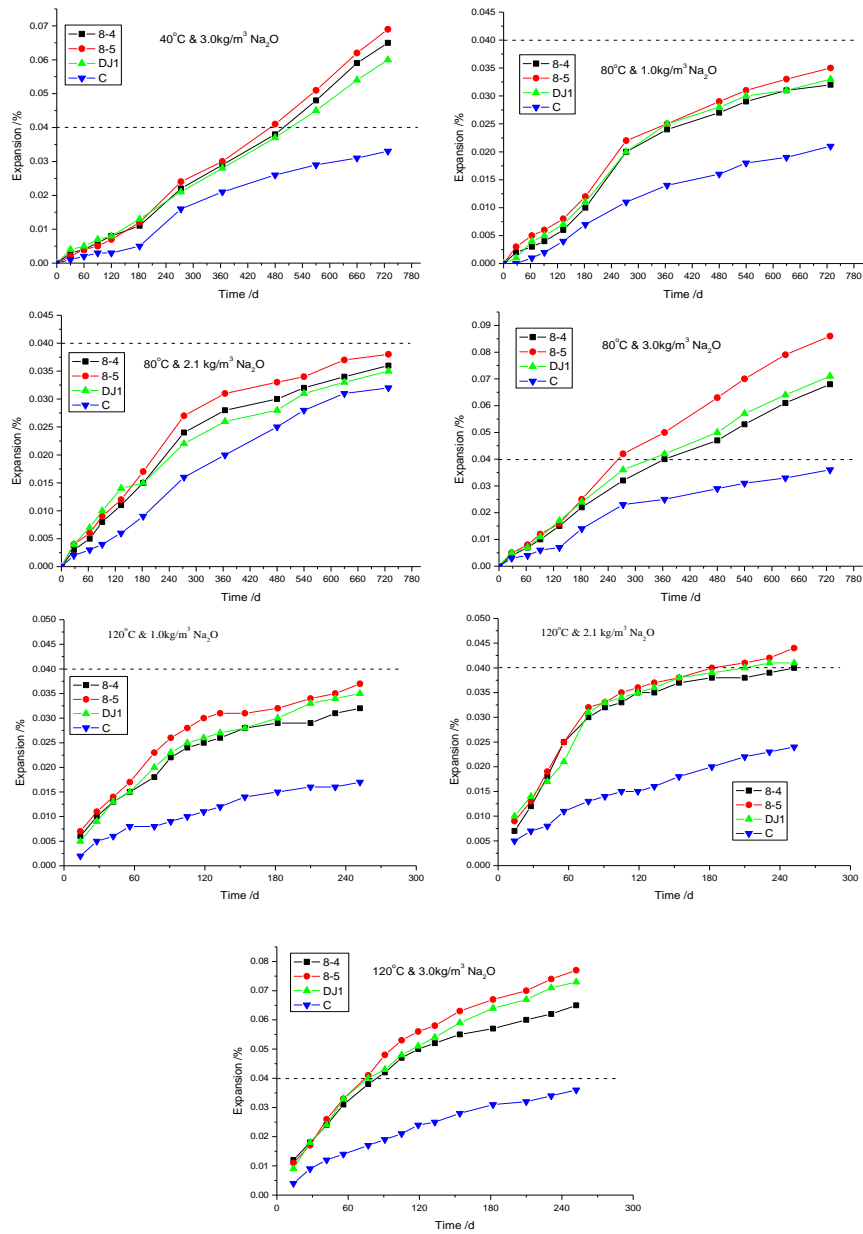 40°C & 3.0kg/m³ Na₂O
8-4
8-5
DJ1
C
0.07
0.06
0.05
0.04
0.03
0.02
0.01
0.00
Expansion /%
0 60 120 180 240 300 360 420 480 540 600 660 720 780
Time /d
80°C & 1.0kg/m³ Na₂O
8-4
8-5
DJ1
C
0.040
0.035
0.030
0.025
0.020
0.015
0.010
0.005
0.000
Expansion /%
0 60 120 180 240 300 360 420 480 540 600 660 720 780
Time /d
80°C & 2.1 kg/m³ Na₂O
8-4
8-5
DJ1
C
0.045
0.040
0.035
0.030
0.025
0.020
0.015
0.010
0.005
0.000
Expansion /%
0 60 120 180 240 300 360 420 480 540 600 660 720 780
Time /d
80°C & 3.0kg/m³ Na₂O
8-4
8-5
DJ1
C
0.09
0.08
0.07
0.06
0.05
0.04
0.03
0.02
0.01
0.00
Expansion /%
0 60 120 180 240 300 360 420 480 540 600 660 720 780
Time /d
120°C & 1.0kg/m³ Na₂O
8-4
8-5
DJ1
C
0.050
0.045
0.040
0.035
0.030
0.025
0.020
0.015
0.010
0.005
0.000
Expansion /%
0 60 120 180 240 300
Time /d
120°C & 2.1 kg/m³ Na₂O
8-4
8-5
DJ1
C
0.050
0.045
0.040
0.035
0.030
0.025
0.020
0.015
0.010
0.005
0.000
Expansion /%
0 60 120 180 240 300
Time /d
120°C & 3.0kg/m³ Na₂O
8-4
8-5
DJ1
C
0.08
0.07
0.06
0.05
0.04
0.03
0.02
0.01
0.00
Expansion /%
0 60 120 180 240 300
Time /d